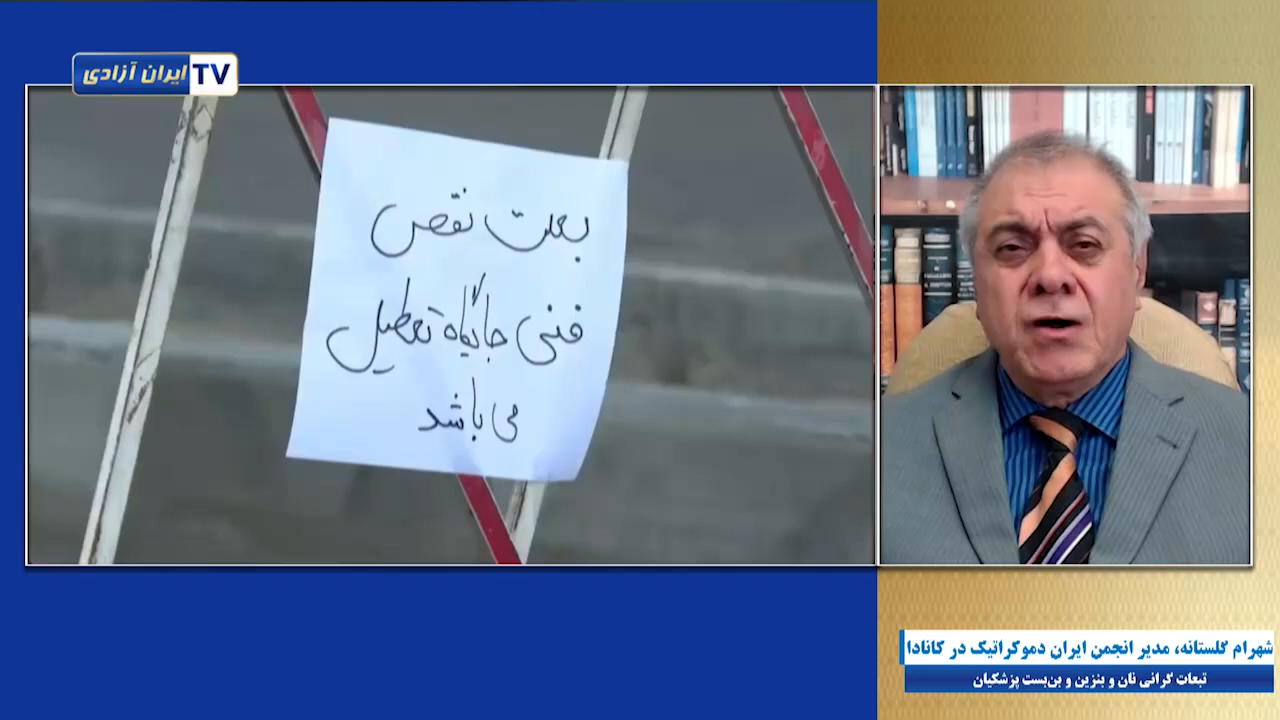 ایران آزادی TV
بعلت نقص
فنی جایگاه تعطیل
می باشد
شهرام گلستانه، مدیر انجمن ایران دموکراتیک در کانادا
تبعات گرانی نان و بنزین و بن‌بست پزشکیان